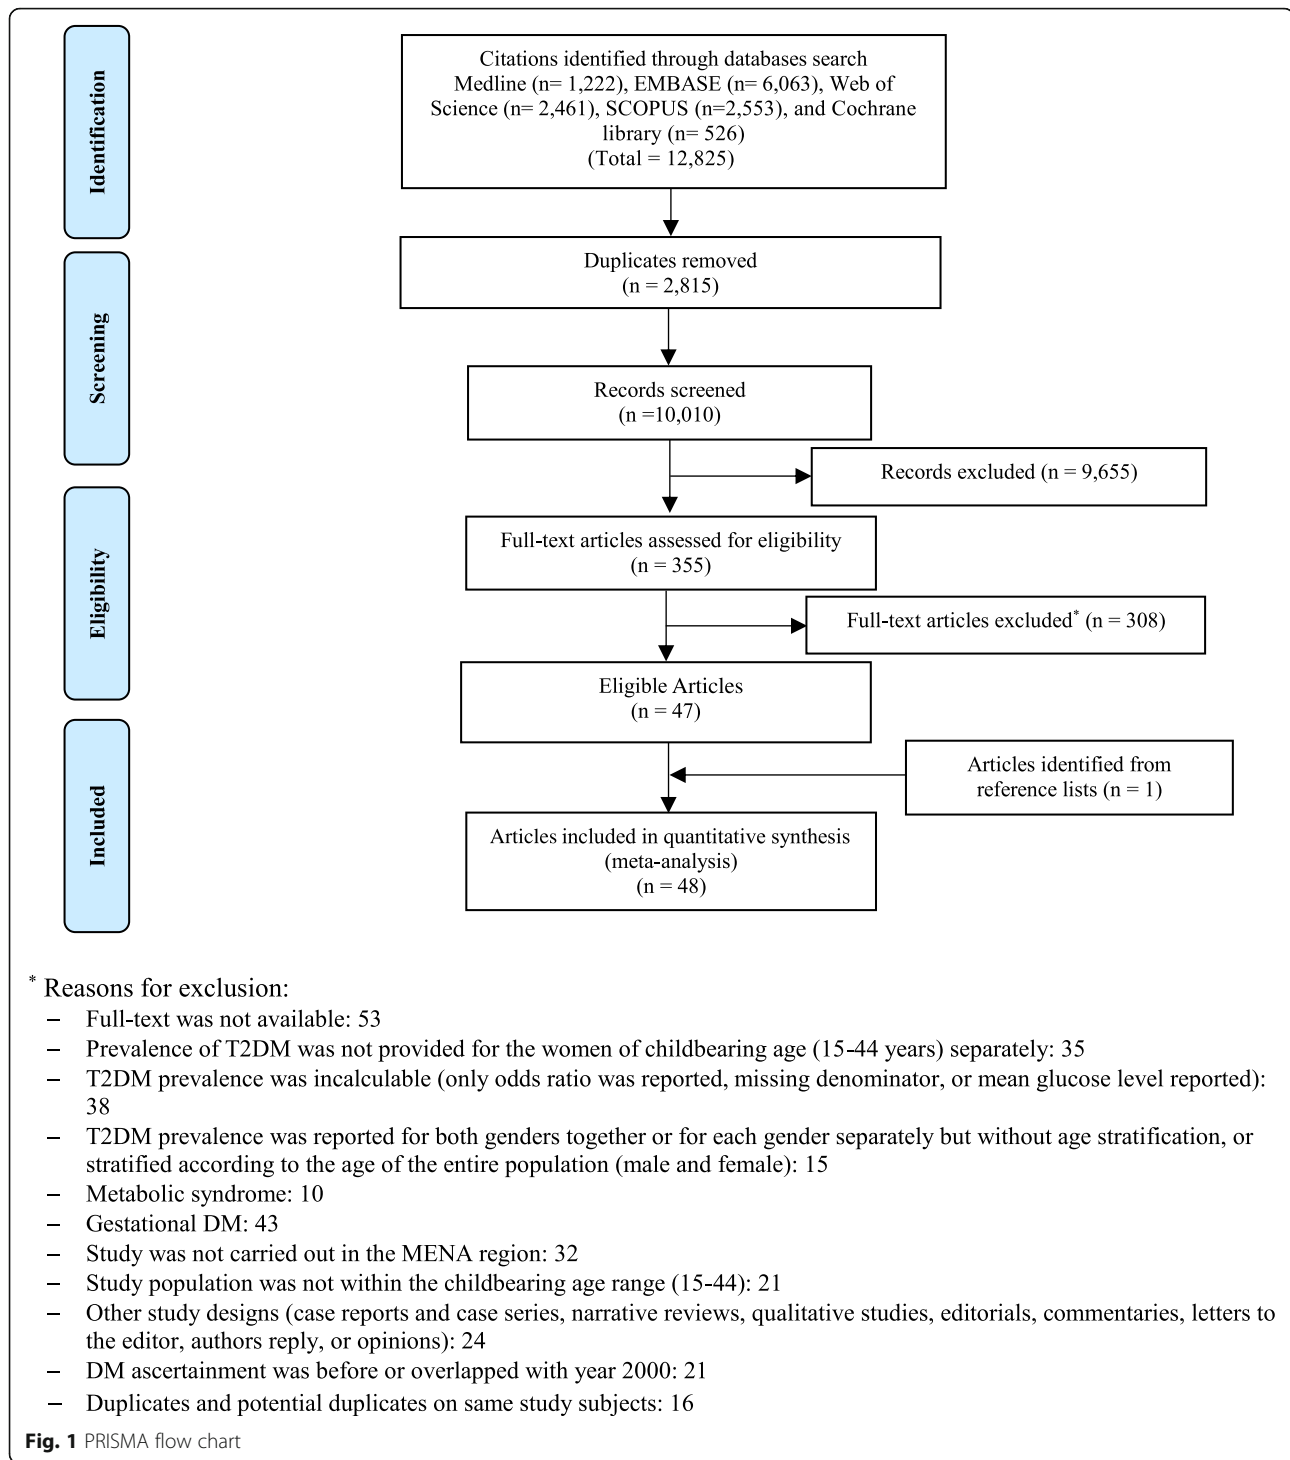 Identification
Citations identified through databases search
Medline (n= 1,222), EMBASE (n= 6,063), Web of
Science (n= 2,461), SCOPUS (n=2,553), and Cochrane
library (n= 526)
(Total = 12,825)
Screening
Duplicates removed
(n = 2,815)
Records screened
(n =10,010)
Records excluded (n = 9,655)
Eligibility
Full-text articles assessed for eligibility
(n = 355)
Full-text articles excluded* (n = 308)
Eligible Articles
(n = 47)
Included
Articles identified from
reference lists (n = 1)
Articles included in quantitative synthesis
(meta-analysis)
(n = 48)
* Reasons for exclusion:
– Full-text was not available: 53
– Prevalence of T2DM was not provided for the women of childbearing age (15-44 years) separately: 35
– T2DM prevalence was incalculable (only odds ratio was reported, missing denominator, or mean glucose level reported):
38
– T2DM prevalence was reported for both genders together or for each gender separately but without age stratification, or
stratified according to the age of the entire population (male and female): 15
– Metabolic syndrome: 10
– Gestational DM: 43
– Study was not carried out in the MENA region: 32
– Study population was not within the childbearing age range (15-44): 21
– Other study designs (case reports and case series, narrative reviews, qualitative studies, editorials, commentaries, letters to
the editor, authors reply, or opinions): 24
– DM ascertainment was before or overlapped with year 2000: 21
– Duplicates and potential duplicates on same study subjects: 16
Fig. 1 PRISMA flow chart